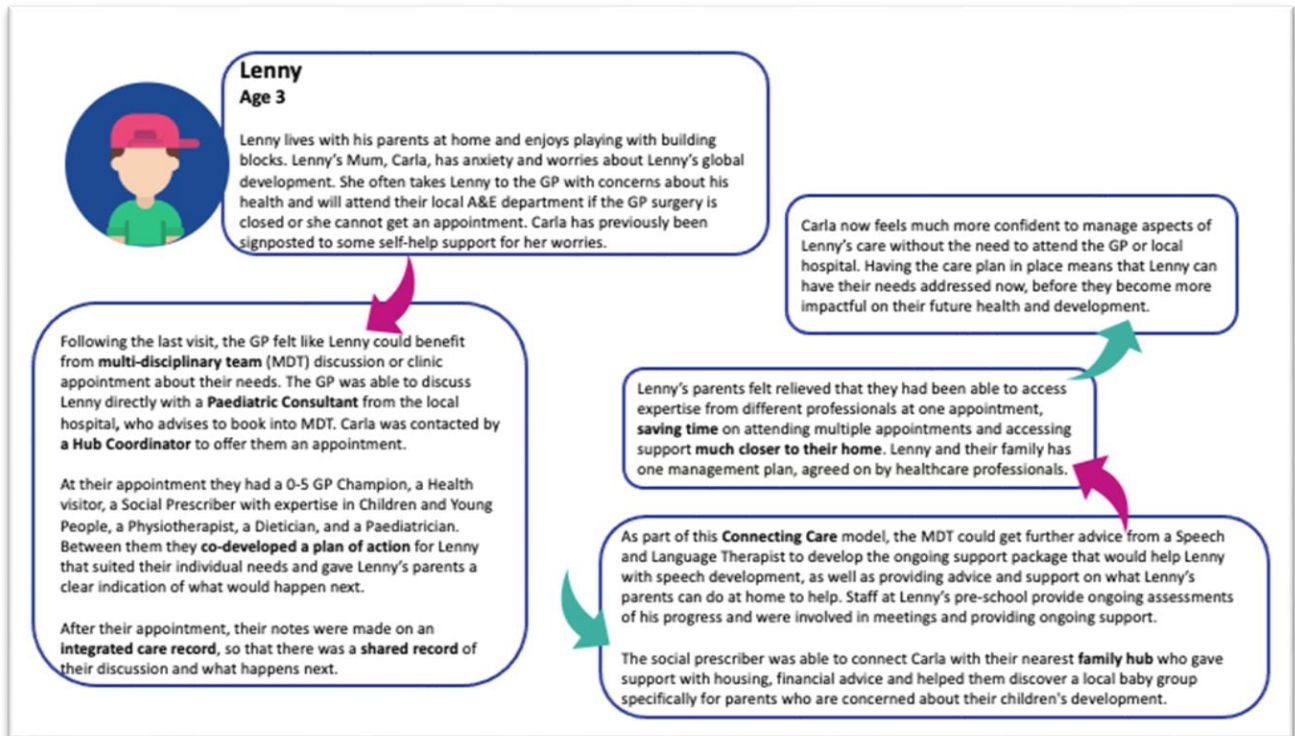 Lenny
Age 3
Lenny lives with his parents at home and enjoys playing with building
blocks. Lenny's Mum, Carla, has anxiety and worries about Lenny's global
development. She often takes Lenny to the GP with concerns about his
health and will attend their local A&E department if the GP surgery is
closed or she cannot get an appointment. Carla has previously been
signposted to some self-help support for her worries.
Following the last visit, the GP felt like Lenny could benefit
from multi-disciplinary team (MDT) discussion or clinic
appointment about their needs. The GP was able to discuss
Lenny directly with a Paediatric Consultant from the local
hospital, who advises to book into MDT. Carla was contacted by
a Hub Coordinator to offer them an appointment.
At their appointment they had a 0-5 GP Champion, a Health
visitor, a Social Prescriber with expertise in Children and Young
People, a Physiotherapist, a Dietician, and a Paediatrician.
Between them they co-developed a plan of action for Lenny
that suited their individual needs and gave Lenny's parents a
clear indication of what would happen next.
After their appointment, their notes were made on an
integrated care record, so that there was a shared record of
their discussion and what happens next.
As part of this Connecting Care model, the MDT could get further advice from a Speech
and Language Therapist to develop the ongoing support package that would help Lenny
with speech development, as well as providing advice and support on what Lenny's
parents can do at home to help. Staff at Lenny's pre-school provide ongoing assessments
of his progress and were involved in meetings and providing ongoing support.
The social prescriber was able to connect Carla with their nearest family hub who gave
support with housing, financial advice and helped them discover a local baby group
specifically for parents who are concerned about their children's development.
Lenny's parents felt relieved that they had been able to access
expertise from different professionals at one appointment,
saving time on attending multiple appointments and accessing
support much closer to their home. Lenny and their family has
one management plan, agreed on by healthcare professionals.
Carla now feels much more confident to manage aspects of
Lenny's care without the need to attend the GP or local
hospital. Having the care plan in place means that Lenny can
have their needs addressed now, before they become more
impactful on their future health and development.